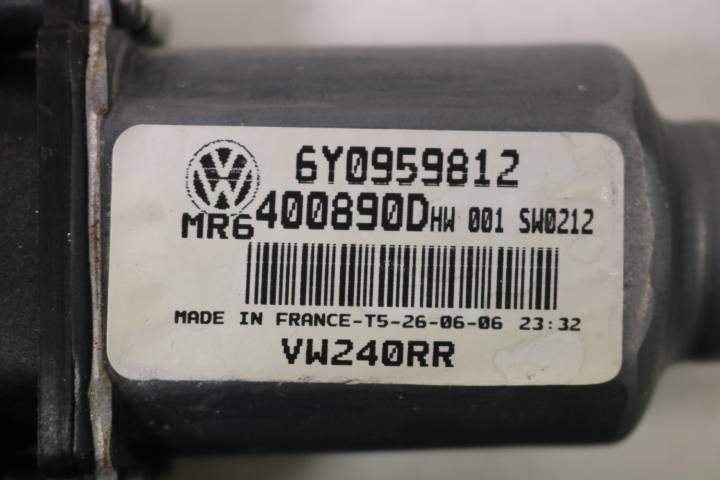 6Y0959812
MR6 400890D HW 001 SW0212
MADE IN FRANCE-T5-26-06-06 23:32
VW240RR